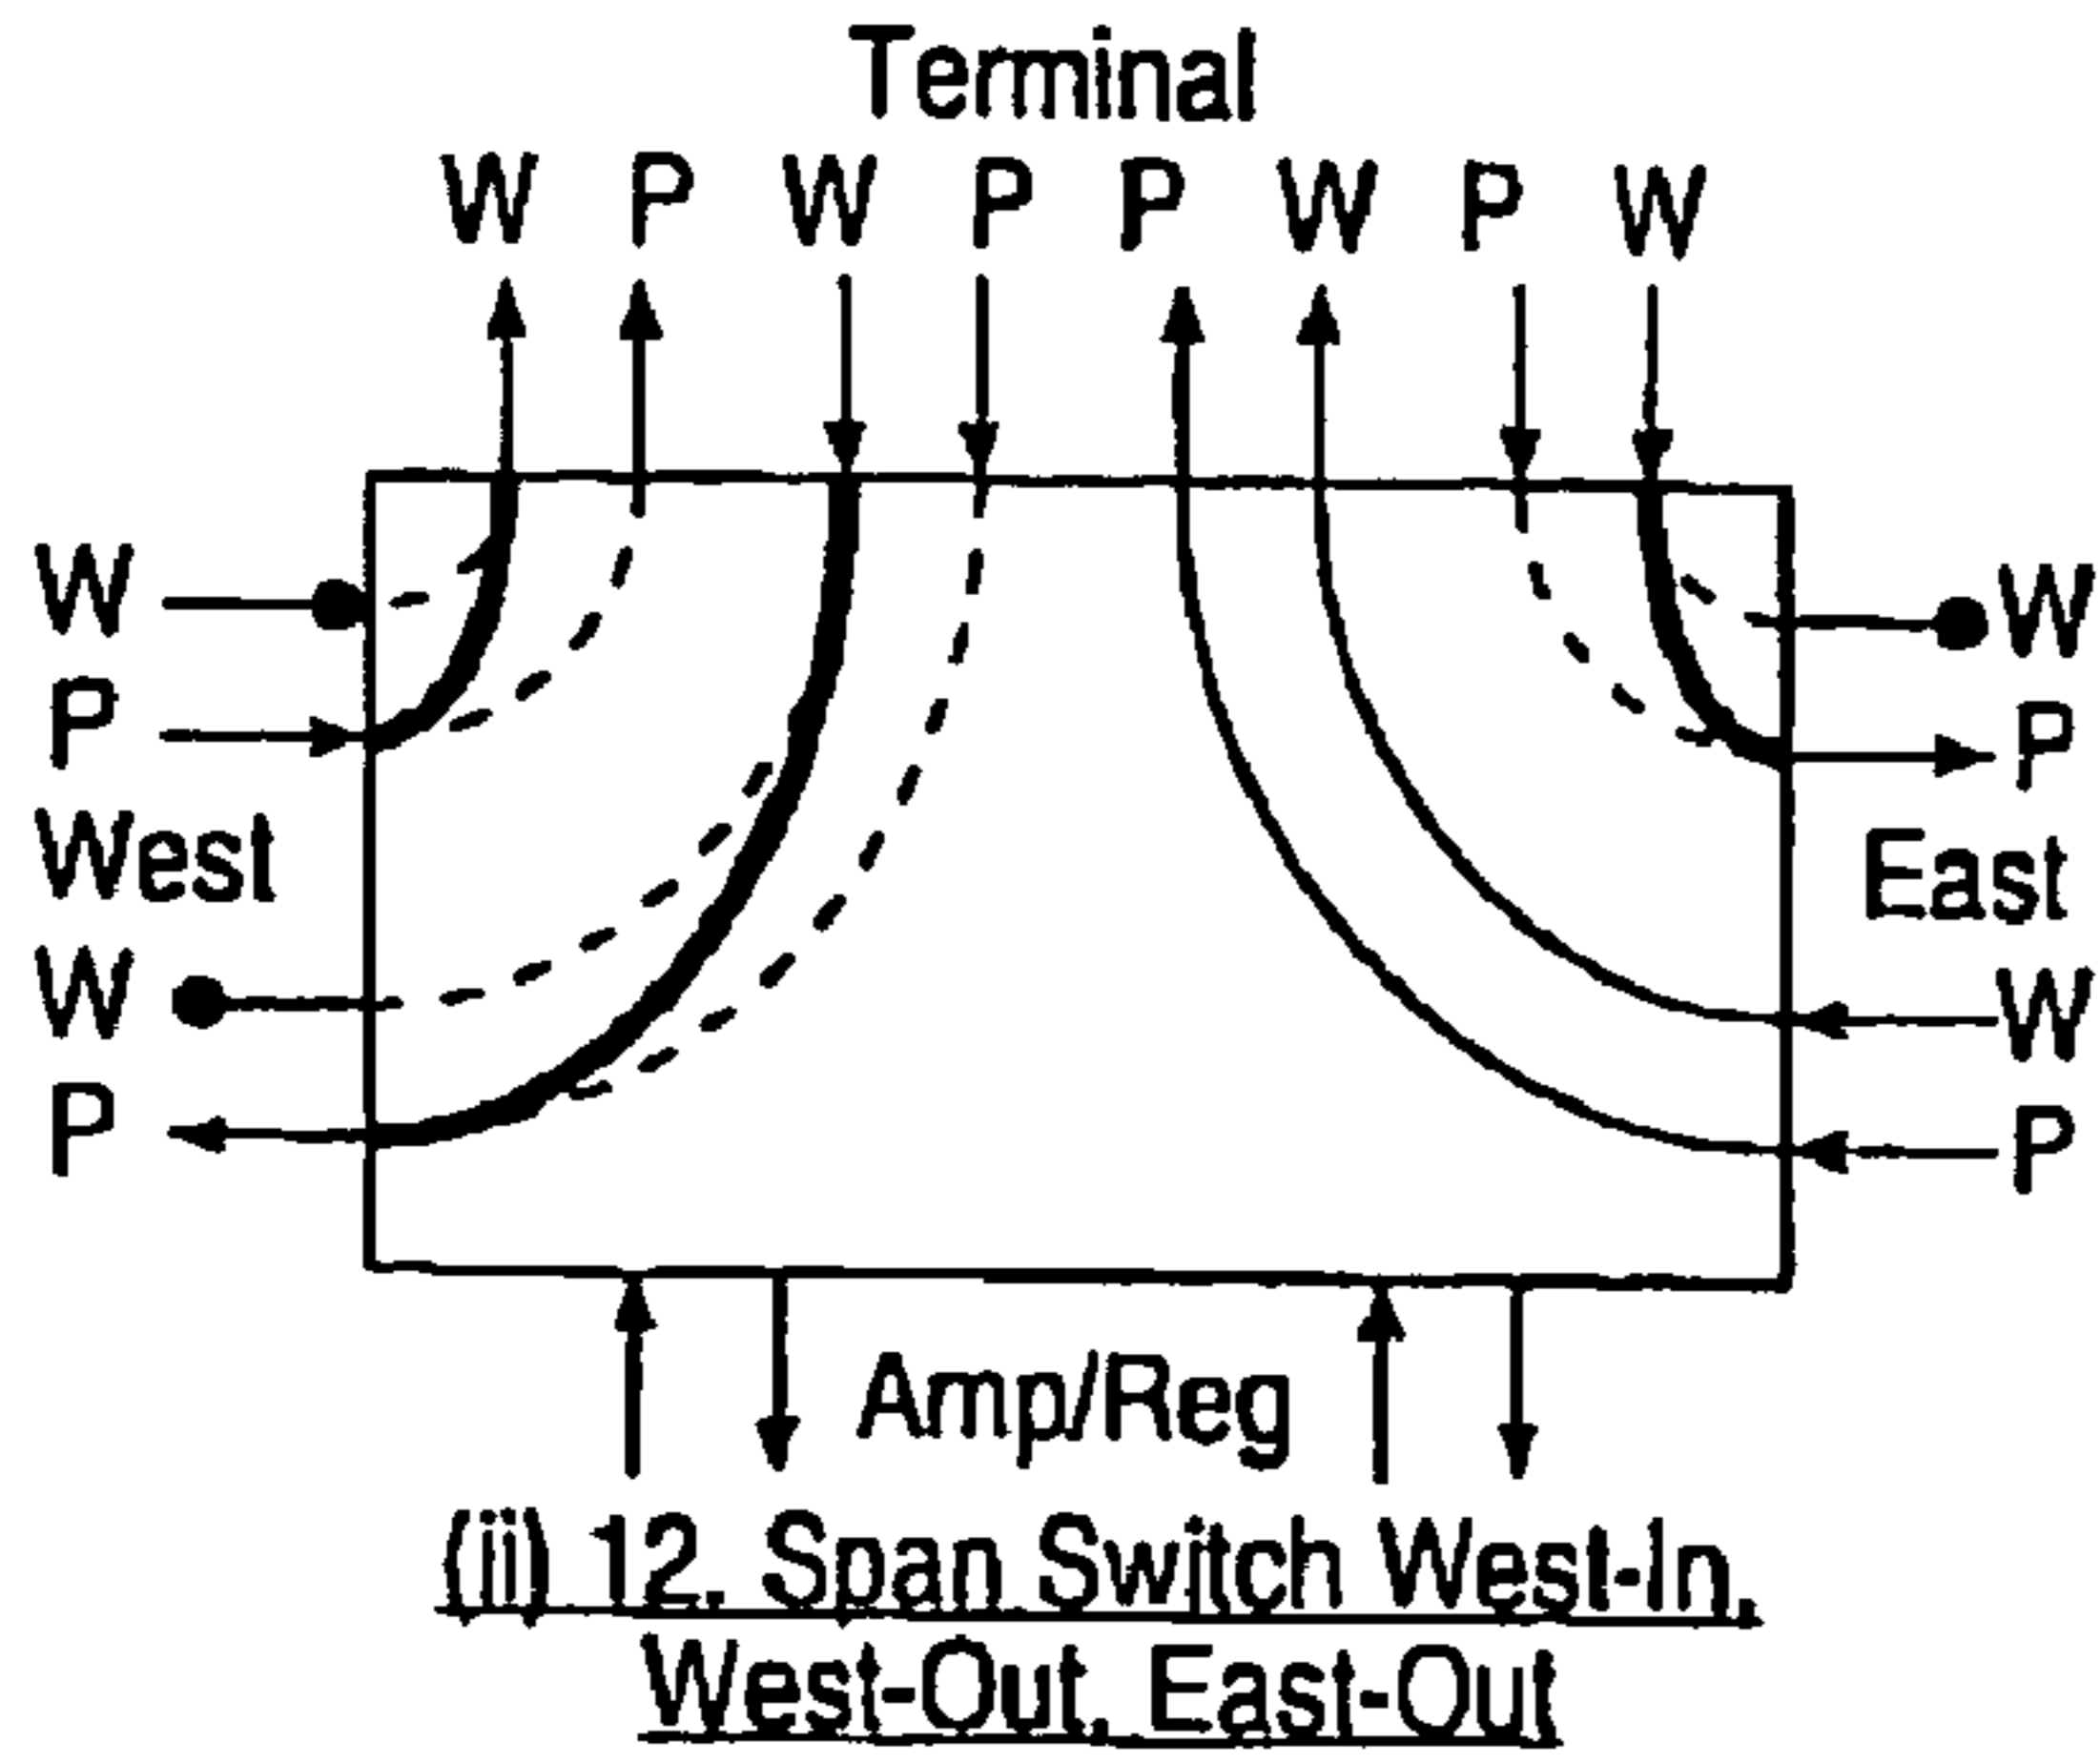 Terminal
W P W P P W P W
W W
P P
West East
W W
P P
Amp/Reg
(ii) 12. Span Switch West-In,
West-Out, East-Out